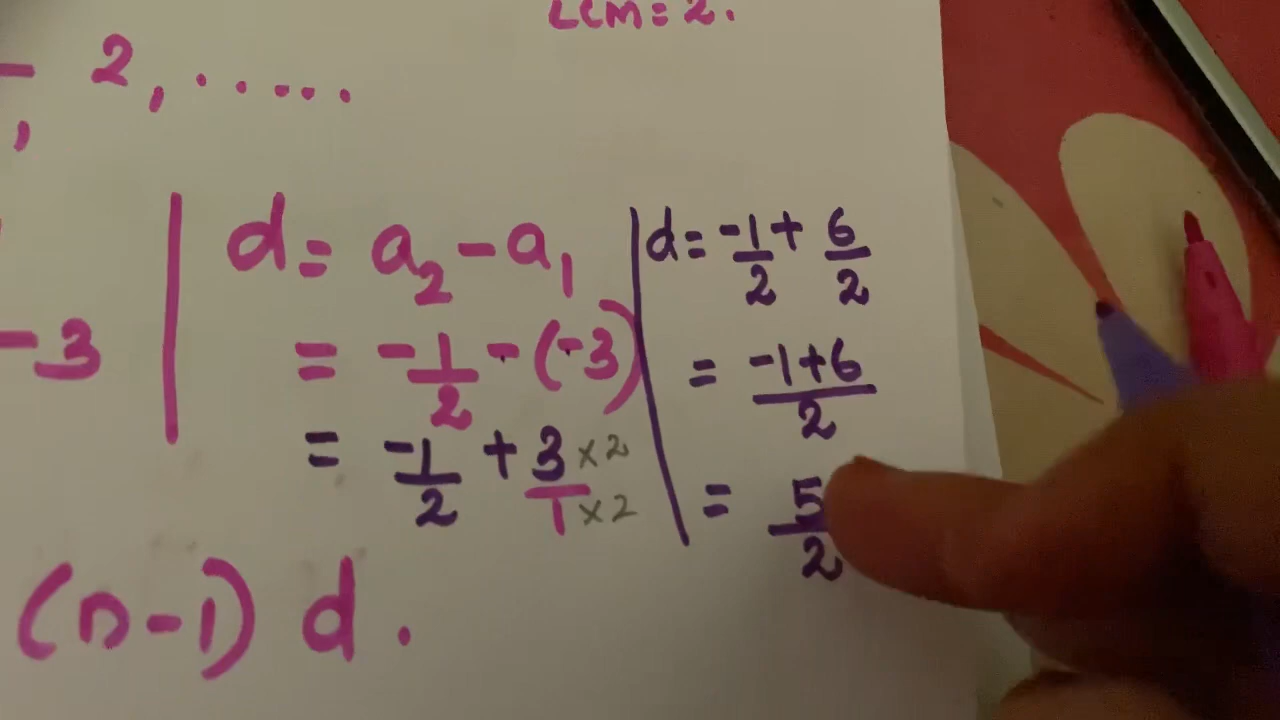 LCM = 2.
- 2, .....
,
- 3
d = a₂ - a₁
= -1/2 - (-3)
= -1/2 + 3×2/1×2
d = -1/2 + 6/2
= -1+6/2
= 5/2
(n-1) d.